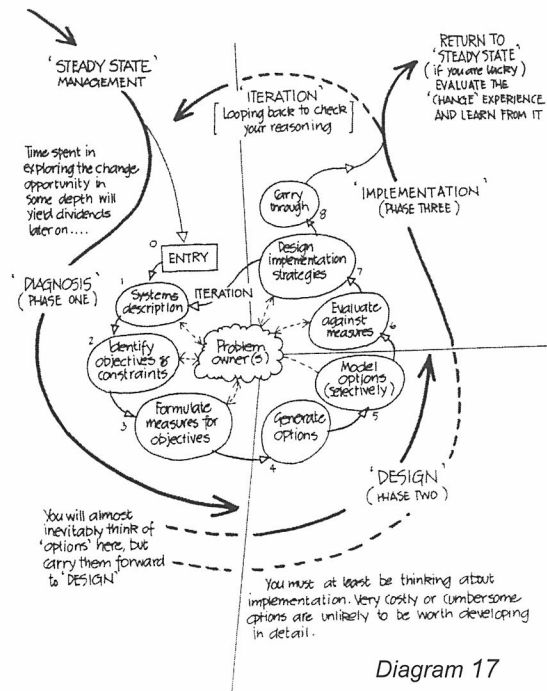 'STEADY STATE'
MANAGEMENT
RETURN TO
'STEADY STATE'
(if you are lucky)
EVALUATE THE
'CHANGE' EXPERIENCE
AND LEARN FROM IT
'ITERATION'
[Looping back to check
your reasoning]
Time spent in
exploring the change
opportunity in
some depth will
yield dividends
later on....
'IMPLEMENTATION'
(PHASE THREE)
Carry
through
8
Design
implementation
strategies
7
0
ENTRY
'DIAGNOSIS'
(PHASE ONE)
1
Systems
description
ITERATION
Evaluate
against
measures
6
2
Identify
objectives &
constraints
Problem
owner(s)
Model
Options
(selectively)
5
3
Formulate
measures for
objectives
Generate
Options
4
'DESIGN'
(PHASE TWO)
You will almost
inevitably think of
'options' here, but
carry them forward
to 'DESIGN'
You must at least be thinking about
implementation. Very costly or cumbersome
options are unlikely to be worth developing
in detail.
Diagram 17